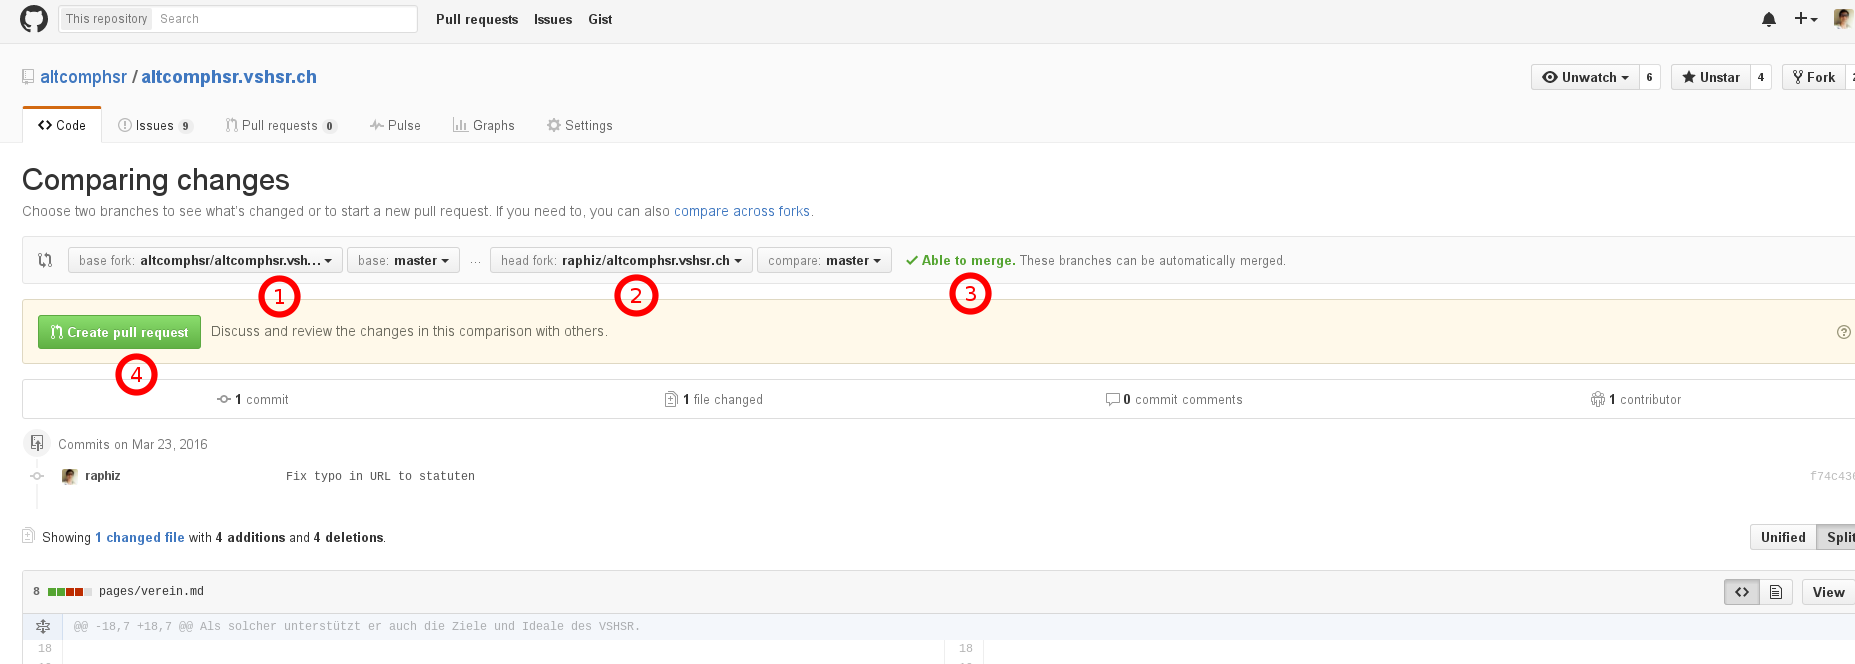 This repository Search Pull requests Issues Gist
altcomphsr / altcomphsr.vshsr.ch Unwatch 6 Unstar 4 Fork 2
Code Issues 9 Pull requests 0 Pulse Graphs Settings
Comparing changes
Choose two branches to see what's changed or to start a new pull request. If you need to, you can also compare across forks.
base fork: altcomphsr/altcomphsr.vsh... base: master ... head fork: raphiz/altcomphsr.vshsr.ch compare: master Able to merge. These branches can be automatically merged.
1 2 3
Create pull request Discuss and review the changes in this comparison with others.
4
1 commit 1 file changed 0 commit comments 1 contributor
Commits on Mar 23, 2016
raphiz Fix typo in URL to statuten f74c436
Showing 1 changed file with 4 additions and 4 deletions.
Unified Split
8 pages/verein.md View
@@ -18,7 +18,7 @@ Als solcher unterstützt er auch die Ziele und Ideale des VSHSR.
18 18